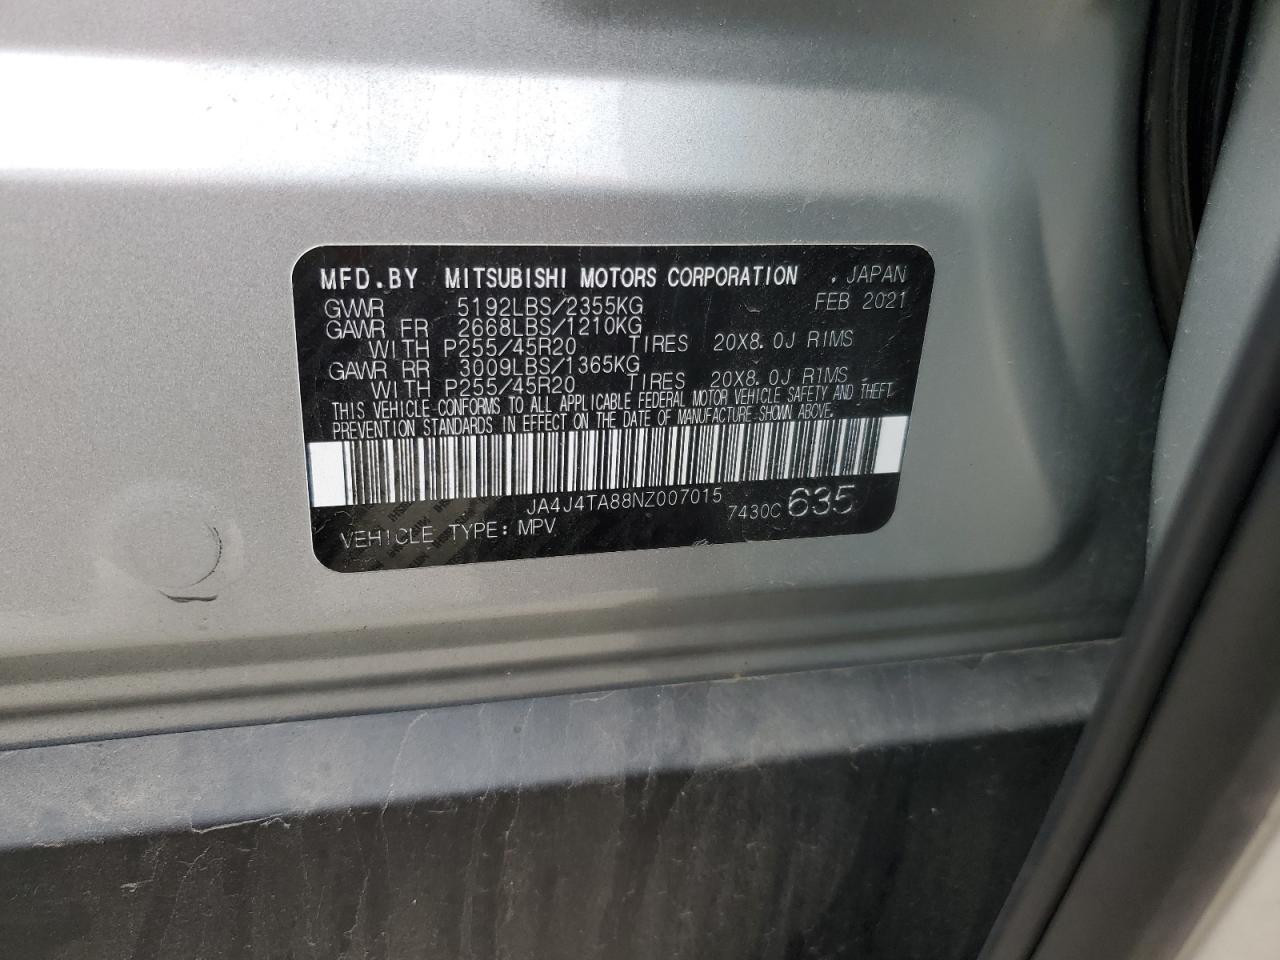 MFD.BY MITSUBISHI MOTORS CORPORATION . JAPAN
GVWR 5192LBS/2355KG FEB 2021
GAWR FR 2668LBS/1210KG
WITH P255/45R20 TIRES 20X8.0J RIMS
GAWR RR 3009LBS/1365KG
WITH P255/45R20 TIRES 20X8.0J RIMS
THIS VEHICLE CONFORMS TO ALL APPLICABLE FEDERAL MOTOR VEHICLE SAFETY AND THEFT
PREVENTION STANDARDS IN EFFECT ON THE DATE OF MANUFACTURE SHOWN ABOVE.
JA4J4TA88NZ007015
7430C 635
VEHICLE TYPE: MPV